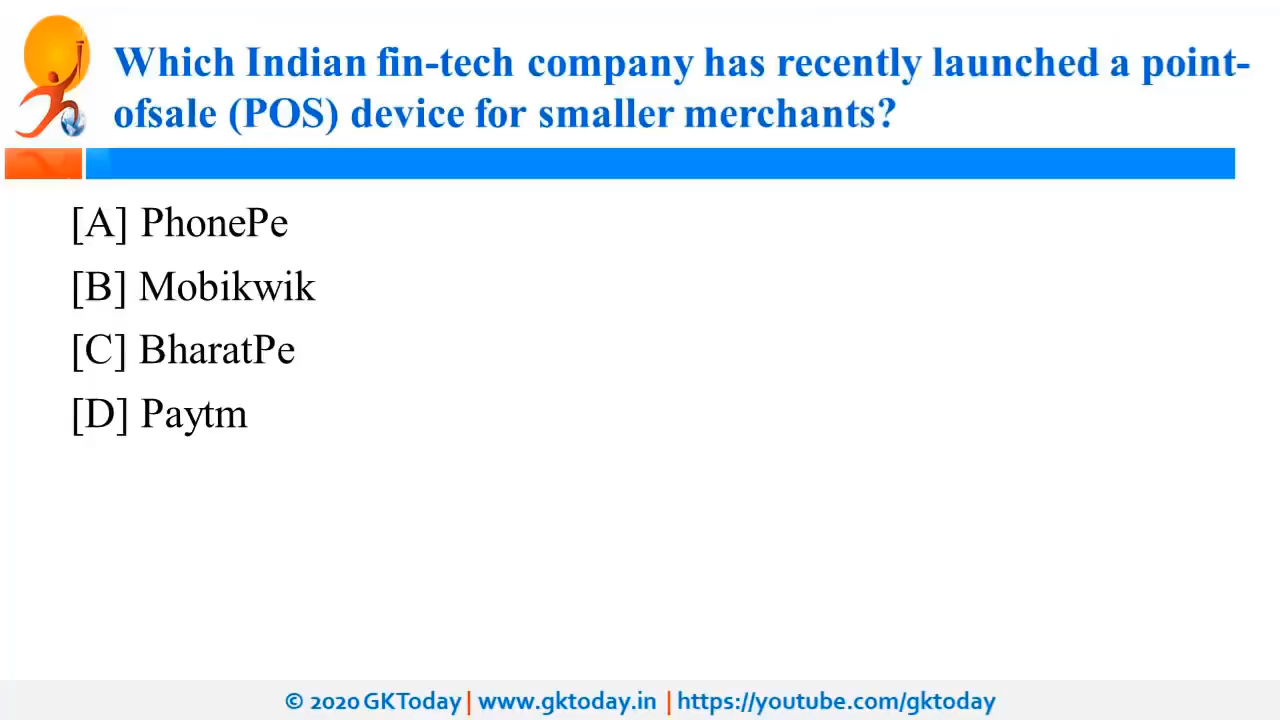 Which Indian fin-tech company has recently launched a point-
ofsale (POS) device for smaller merchants?
[A] PhonePe
[B] Mobikwik
[C] BharatPe
[D] Paytm
© 2020 GKToday | www.gktoday.in | https://youtube.com/gktoday